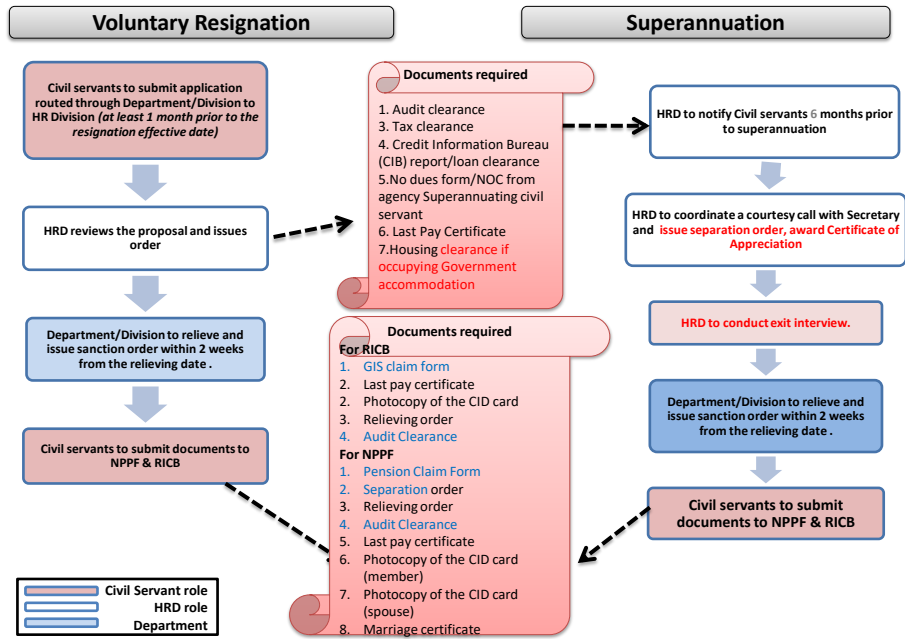 Voluntary Resignation
Civil servants to submit application
routed through Department/Division to
HR Division (at least 1 month prior to the
resignation effective date)
HRD reviews the proposal and issues
order
Department/Division to relieve and
issue sanction order within 2 weeks
from the relieving date .
Civil servants to submit documents to
NPPF & RICB
Documents required
1. Audit clearance
3. Tax clearance
4. Credit Information Bureau
(CIB) report/loan clearance
5.No dues form/NOC from
agency Superannuating civil
servant
6. Last Pay Certificate
7.Housing clearance if
occupying Government
accommodation
Documents required
For RICB
1. GIS claim form
2. Last pay certificate
2. Photocopy of the CID card
3. Relieving order
4. Audit Clearance
For NPPF
1. Pension Claim Form
2. Separation order
3. Relieving order
4. Audit Clearance
5. Last pay certificate
6. Photocopy of the CID card
(member)
7. Photocopy of the CID card
(spouse)
8. Marriage certificate
Superannuation
HRD to notify Civil servants 6 months prior
to superannuation
HRD to coordinate a courtesy call with Secretary
and issue separation order, award Certificate of
Appreciation
HRD to conduct exit interview.
Department/Division to relieve and
issue sanction order within 2 weeks
from the relieving date .
Civil servants to submit
documents to NPPF & RICB
Civil Servant role
HRD role
Department